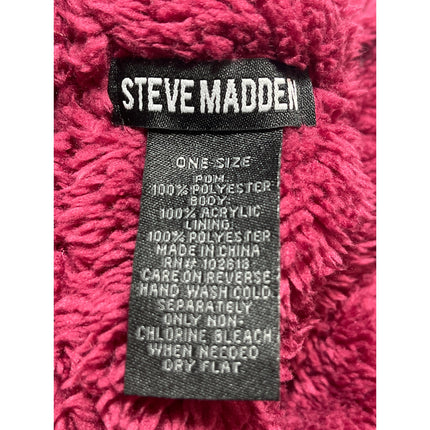 STEVE MADDEN
ONE SIZE
POM:
100% POLYESTER
BODY:
100% ACRYLIC
LINING:
100% POLYESTER
MADE IN CHINA
RN# 102618
CARE ON REVERSE
HAND WASH COLD
SEPARATELY
ONLY NON-
CHLORINE BLEACH
WHEN NEEDED
DRY FLAT